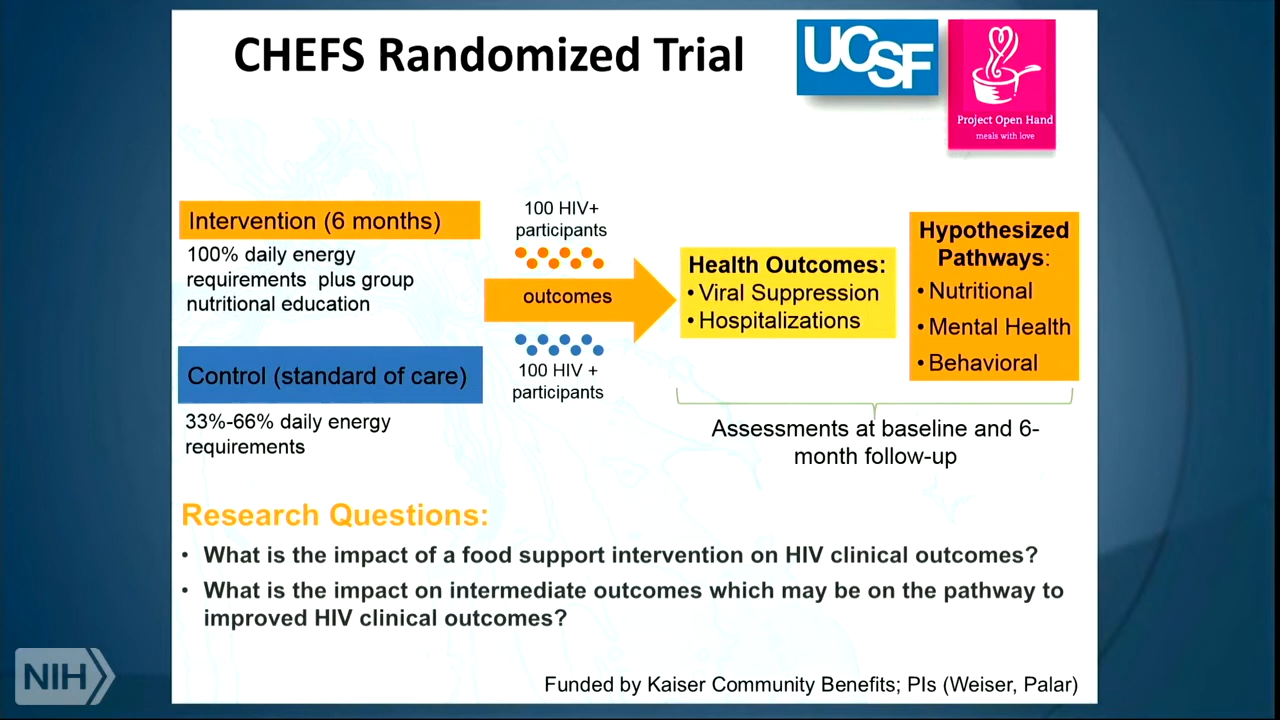 CHEFS Randomized Trial
UCSF
Project Open Hand
meals with love
Intervention (6 months)
100% daily energy
requirements plus group
nutritional education
Control (standard of care)
33%-66% daily energy
requirements
100 HIV+
participants
outcomes
100 HIV +
participants
Health Outcomes:
• Viral Suppression
• Hospitalizations
Hypothesized
Pathways:
• Nutritional
• Mental Health
• Behavioral
Assessments at baseline and 6-
month follow-up
Research Questions:
• What is the impact of a food support intervention on HIV clinical outcomes?
• What is the impact on intermediate outcomes which may be on the pathway to
improved HIV clinical outcomes?
Funded by Kaiser Community Benefits; PIs (Weiser, Palar)
NIH